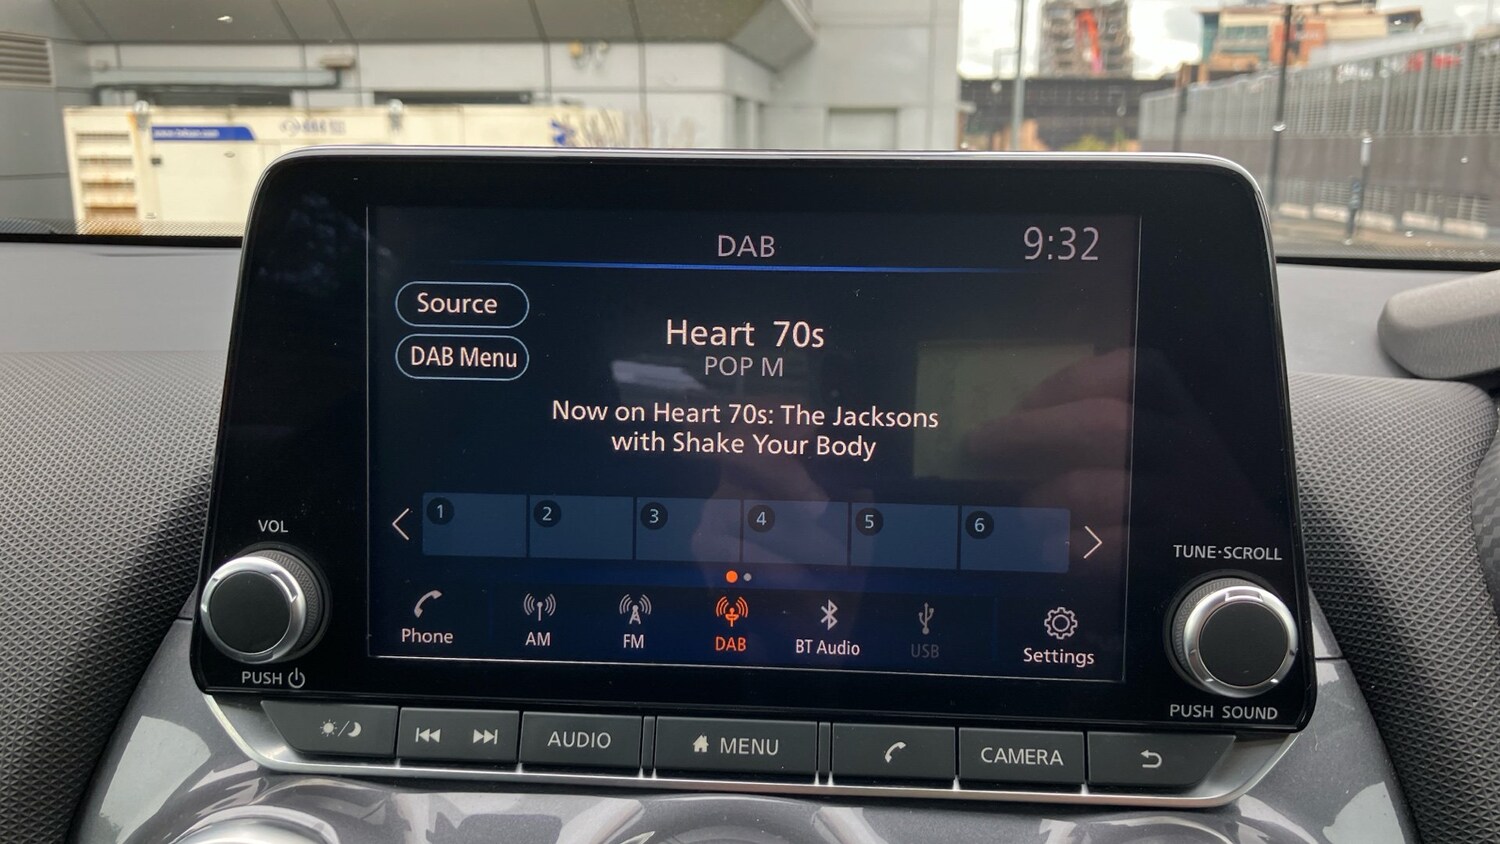 DAB
9:32
Source
DAB Menu
Heart 70s
POP M
Now on Heart 70s: The Jacksons
with Shake Your Body
1 2 3 4 5 6
Phone AM FM DAB BT Audio USB Settings
VOL
PUSH
TUNE·SCROLL
PUSH SOUND
AUDIO MENU CAMERA